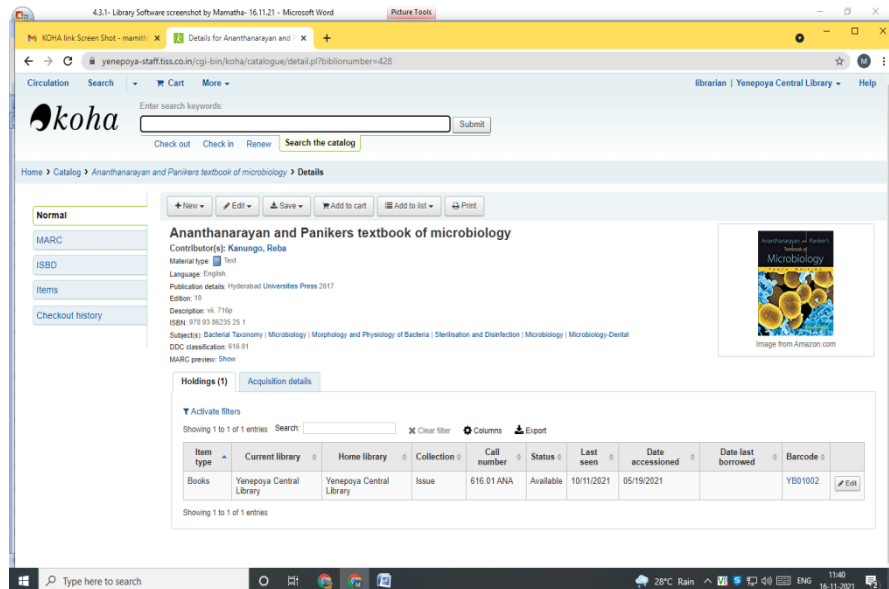 4.3.1- Library Software screenshot by Mamatha- 16.11.21 - Microsoft Word
Picture Tools
KOHA link Screen Shot - mamith
Details for Ananthanarayan and P
yenepoya-staff.tiss.co.in/cgi-bin/koha/catalogue/detail.pl?biblionumber=428
M
Circulation Search Cart More
librarian | Yenepoya Central Library Help
koha
Enter search keywords:
Submit
Check out Check in Renew Search the catalog
Home › Catalog › Ananthanarayan and Panikers textbook of microbiology › Details
+ New Edit Save Add to cart Add to list Print
Normal
MARC
ISBD
Items
Checkout history
Ananthanarayan and Panikers textbook of microbiology
Contributor(s): Kanungo, Reba
Material type: Text
Language: English.
Publication details: Hyderabad Universities Press 2017
Edition: 10
Description: vii, 716p
ISBN: 978 93 86235 25 1
Subject(s): Bacterial Taxonomy | Microbiology | Morphology and Physiology of Bacteria | Sterilisation and Disinfection | Microbiology | Microbiology-Dental
DDC classification: 616.01
MARC preview: Show
Ananthanarayan and Paniker's
Textbook of
Microbiology
TENTH EDITION
Image from Amazon.com
Holdings (1) Acquisition details
Activate filters
Showing 1 to 1 of 1 entries Search: Clear filter Columns Export
Item type Current library Home library Collection Call number Status Last seen Date accessioned Date last borrowed Barcode
Books Yenepoya Central Library Yenepoya Central Library Issue 616.01 ANA Available 10/11/2021 05/19/2021 YB01002 Edit
Showing 1 to 1 of 1 entries
Type here to search
28°C Rain ENG 11:40
16-11-2021